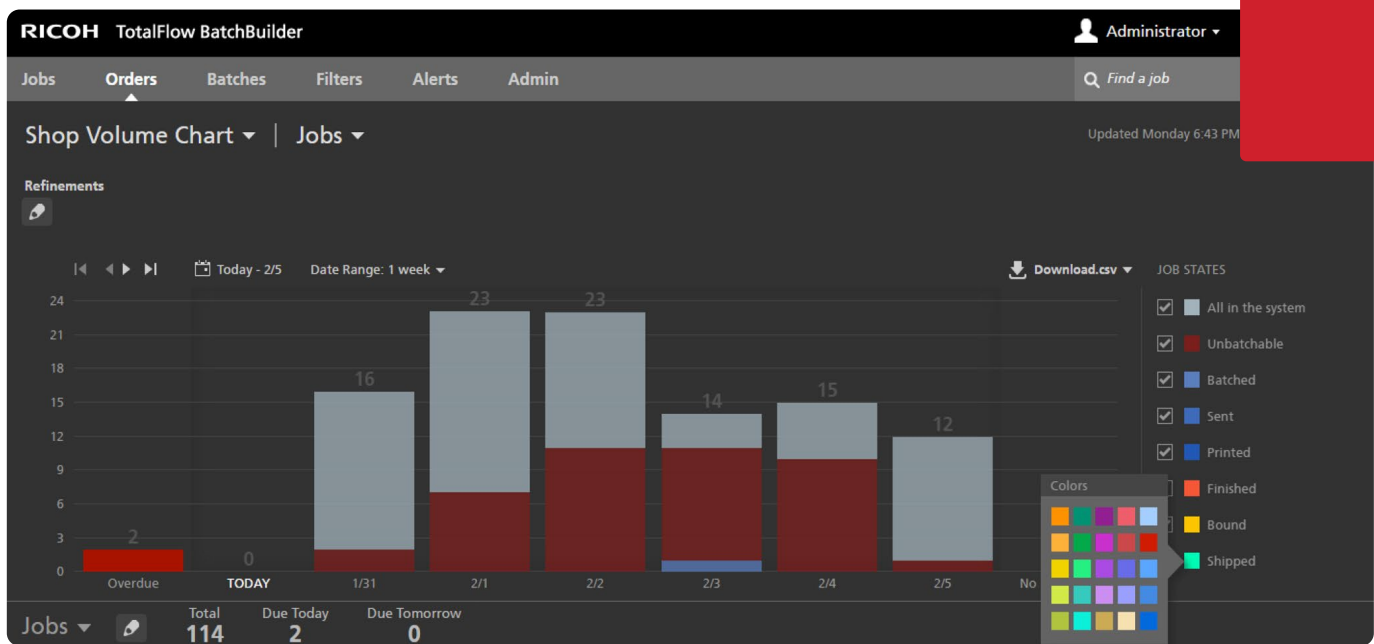 RICOH TotalFlow BatchBuilder Administrator
Jobs Orders Batches Filters Alerts Admin Find a job
Shop Volume Chart | Jobs Updated Monday 6:43 PM
Refinements
Today - 2/5 Date Range: 1 week Download.csv JOB STATES
24 23 23 All in the system
21 Unbatchable
18 16 Batched
15 14 15 Sent
12 12 Printed
9 Colors Finished
6 Bound
3 2 Shipped
0 0
Overdue TODAY 1/31 2/1 2/2 2/3 2/4 2/5 No
Jobs Total Due Today Due Tomorrow
114 2 0